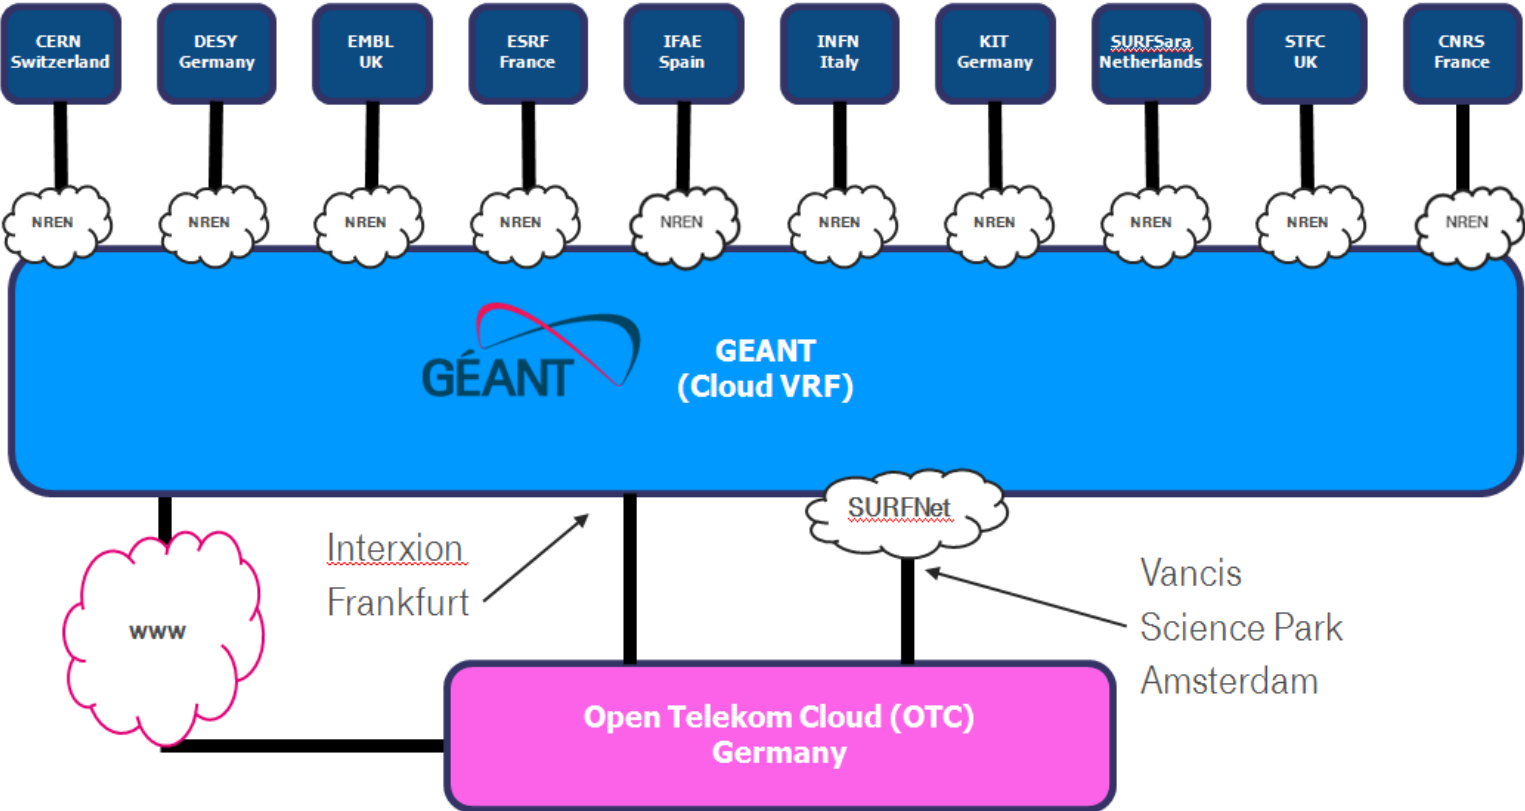 CERN
Switzerland
DESY
Germany
EMBL
UK
ESRF
France
IFAE
Spain
INFN
Italy
KIT
Germany
SURFSara
Netherlands
STFC
UK
CNRS
France
NREN
NREN
NREN
NREN
NREN
NREN
NREN
NREN
NREN
NREN
GÉANT
GEANT
(Cloud VRF)
SURFNet
Interxion
Frankfurt
Vancis
Science Park
Amsterdam
www
Open Telekom Cloud (OTC)
Germany